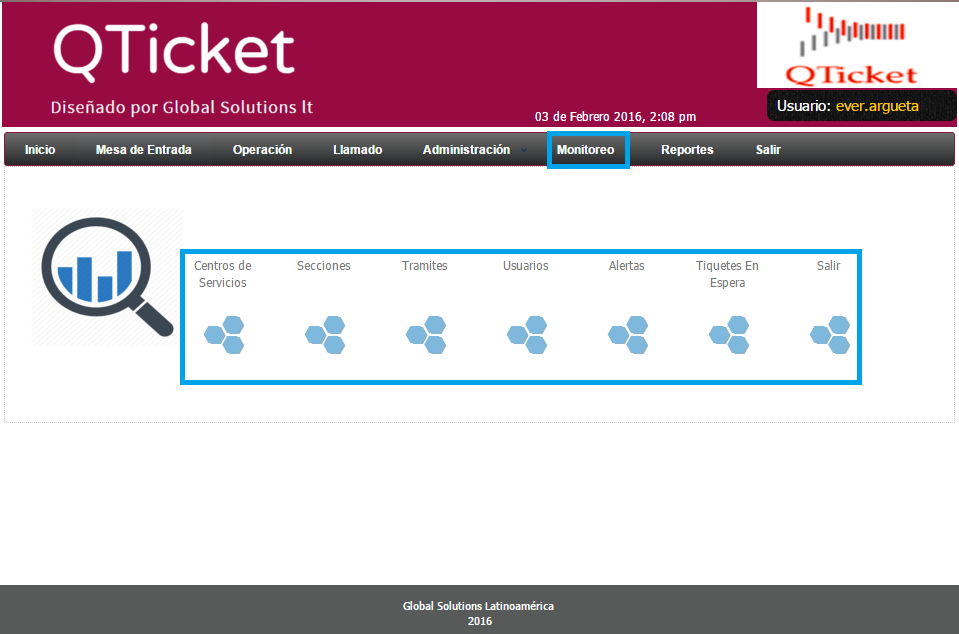 QTicket
Diseñado por Global Solutions lt
QTicket
Usuario: ever.argueta
03 de Febrero 2016, 2:08 pm
Inicio Mesa de Entrada Operación Llamado Administración Monitoreo Reportes Salir
Centros de Servicios Secciones Tramites Usuarios Alertas Tiquetes En Espera Salir
Global Solutions Latinoamérica
2016